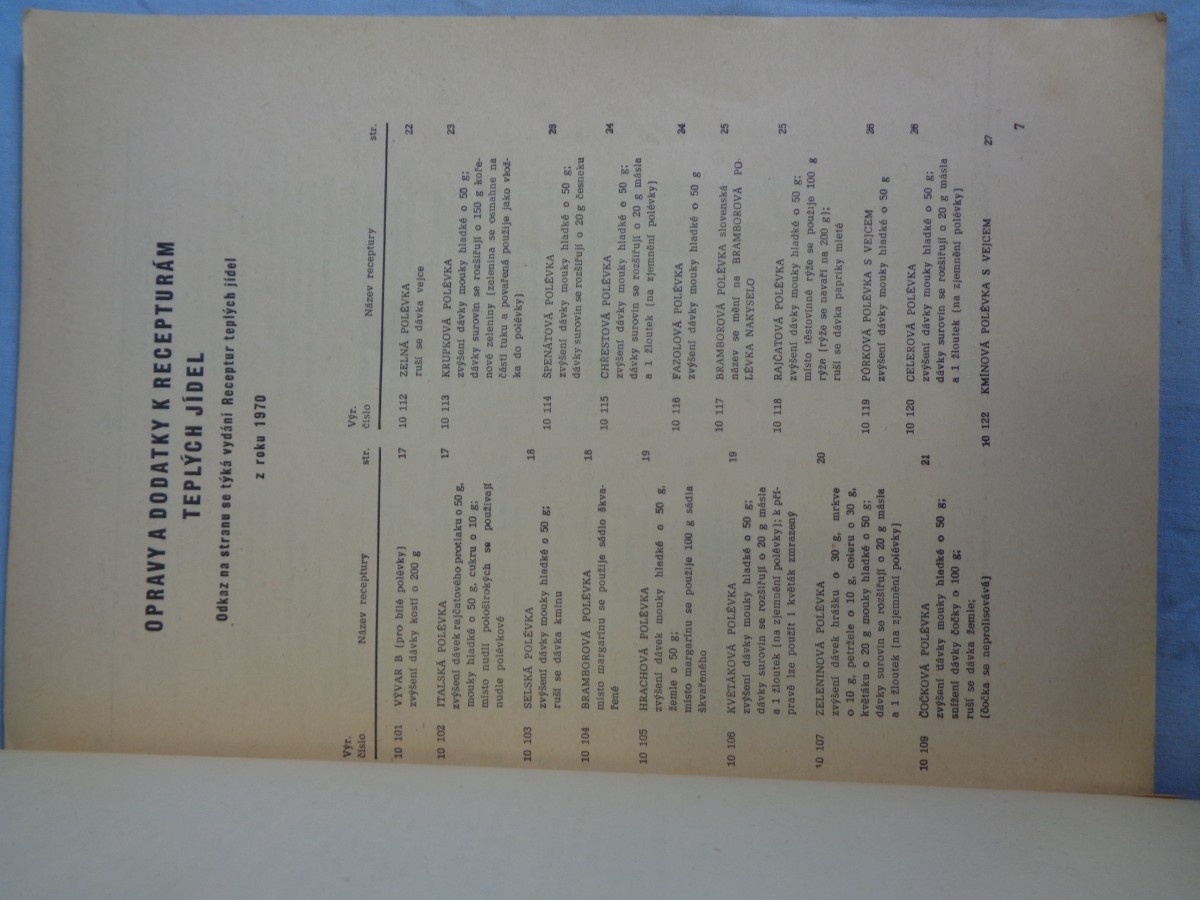 OPRAVY A DODATKY K RECEPTURÁM
TEPLÝCH JÍDEL
Odkaz na stranu se týká vydání Receptur teplých jídel
z roku 1970
Výr.
číslo Název receptury str.
10 101 VÝVAR B (pro bílé polévky) 17
zvýšení dávky kostí o 200 g
10 102 ITALSKÁ POLÉVKA 17
zvýšení dávek rajčatového protlaku o 50 g,
mouky hladké o 50 g, cukru o 10 g;
místo nudlí pološirokých se používají
nudle polévkové
10 103 SELSKÁ POLÉVKA 18
zvýšení dávky mouky hladké o 50 g;
ruší se dávka kmínu
10 104 BRAMBOROVÁ POLÉVKA 18
místo margarinu se použije sádlo škva-
řené
10 105 HRACHOVÁ POLÉVKA 19
zvýšení dávek mouky hladké o 50 g,
žemle o 50 g;
místo margarinu se použije 100 g sádla
škvařeného
10 106 KVĚTÁKOVÁ POLÉVKA 19
zvýšení dávky mouky hladké o 50 g;
dávky surovin se rozšiřují o 20 g másla
a 1 žloutek (na zjemnění polévky); k pří-
pravě lze použít i květák zmrazený
10 107 ZELENINOVÁ POLÉVKA 20
zvýšení dávek hrášku o 30 g, mrkve
o 10 g, petržele o 10 g, celeru o 30 g,
květáku o 20 g mouky hladké o 50 g;
dávky surovin se rozšiřují o 20 g másla
a 1 žloutek (na zjemnění polévky)
10 109 ČOČKOVÁ POLÉVKA 21
zvýšení dávky mouky hladké o 50 g;
snížení dávky čočky o 100 g;
ruší se dávka žemle;
(čočka se neprolisovává)
Výr.
číslo Název receptury str.
10 112 ZELNÁ POLÉVKA 22
ruší se dávka vejce
10 113 KRUPKOVÁ POLÉVKA 23
zvýšení dávky mouky hladké o 50 g;
dávky surovin se rozšiřují o 150 g koře-
nové zeleniny (zelenina se osmahne na
části tuku a povařená použije jako vlož-
ka do polévky)
10 114 ŠPENÁTOVÁ POLÉVKA 23
zvýšení dávky mouky hladké o 50 g;
dávky surovin se rozšiřují o 20 g česneku
10 115 CHŘESTOVÁ POLÉVKA 24
zvýšení dávky mouky hladké o 50 g;
dávky surovin se rozšiřují o 20 g másla
a 1 žloutek (na zjemnění polévky)
10 116 FAZOLOVÁ POLÉVKA 24
zvýšení dávky mouky hladké o 50 g
10 117 BRAMBOROVÁ POLÉVKA slovenská 25
název se mění na BRAMBOROVÁ PO-
LÉVKA NAKYSELO
10 118 RAJČATOVÁ POLÉVKA 25
zvýšení dávky mouky hladké o 50 g;
místo těstovinné rýže se použije 100 g
rýže (rýže se navaří na 200 g);
ruší se dávka papriky mleté
10 119 PÓRKOVÁ POLÉVKA S VEJCEM 26
zvýšení dávky mouky hladké o 50 g
10 120 CELEROVÁ POLÉVKA 26
zvýšení dávky mouky hladké o 50 g;
dávky surovin se rozšiřují o 20 g másla
a 1 žloutek (na zjemnění polévky)
10 122 KMÍNOVÁ POLÉVKA S VEJCEM 27
7